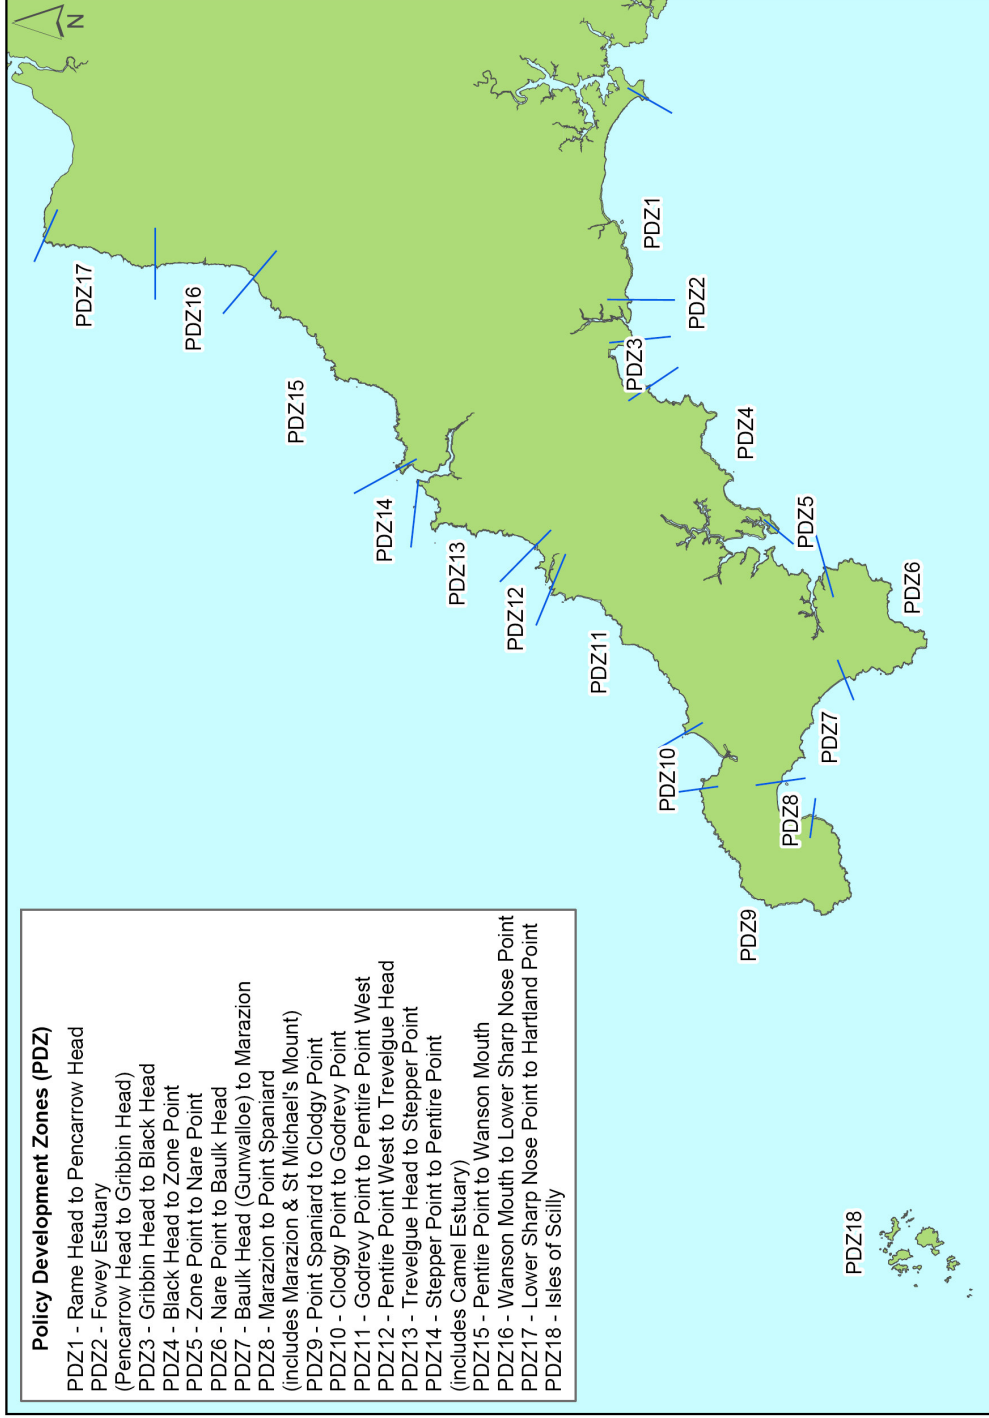 Policy Development Zones (PDZ)
PDZ1 - Rame Head to Pencarrow Head
PDZ2 - Fowey Estuary
(Pencarrow Head to Gribbin Head)
PDZ3 - Gribbin Head to Black Head
PDZ4 - Black Head to Zone Point
PDZ5 - Zone Point to Nare Point
PDZ6 - Nare Point to Baulk Head
PDZ7 - Baulk Head (Gunwalloe) to Marazion
PDZ8 - Marazion to Point Spaniard
(includes Marazion & St Michael's Mount)
PDZ9 - Point Spaniard to Clodgy Point
PDZ10 - Clodgy Point to Godrevy Point
PDZ11 - Godrevy Point to Pentire Point West
PDZ12 - Pentire Point West to Trevelgue Head
PDZ13 - Trevelgue Head to Stepper Point
PDZ14 - Stepper Point to Pentire Point
(includes Camel Estuary)
PDZ15 - Pentire Point to Wanson Mouth
PDZ16 - Wanson Mouth to Lower Sharp Nose Point
PDZ17 - Lower Sharp Nose Point to Hartland Point
PDZ18 - Isles of Scilly
N
PDZ17
PDZ16
PDZ15
PDZ14
PDZ13
PDZ12
PDZ11
PDZ10
PDZ9
PDZ8
PDZ7
PDZ6
PDZ5
PDZ4
PDZ3
PDZ2
PDZ1
PDZ18